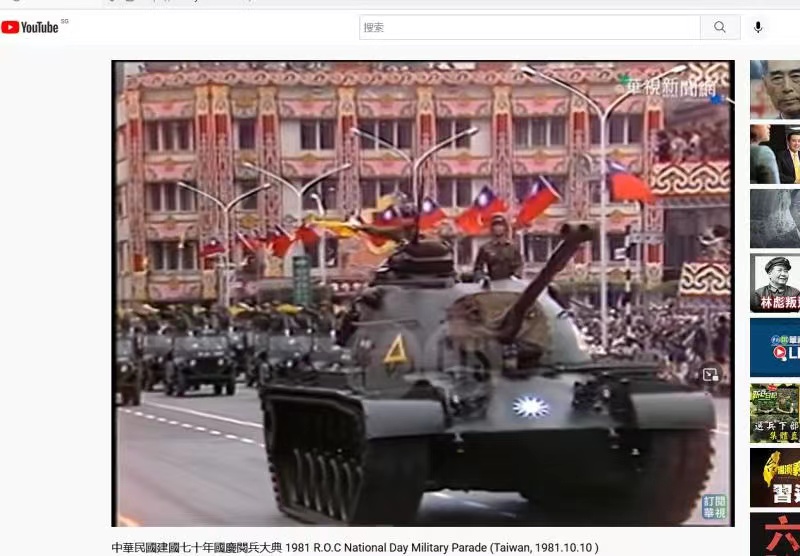 YouTube SG
搜索
華視新聞網
訂閱
華視
林彪叛
中華民國建國七十年國慶閱兵大典 1981 R.O.C National Day Military Parade (Taiwan, 1981.10.10 )